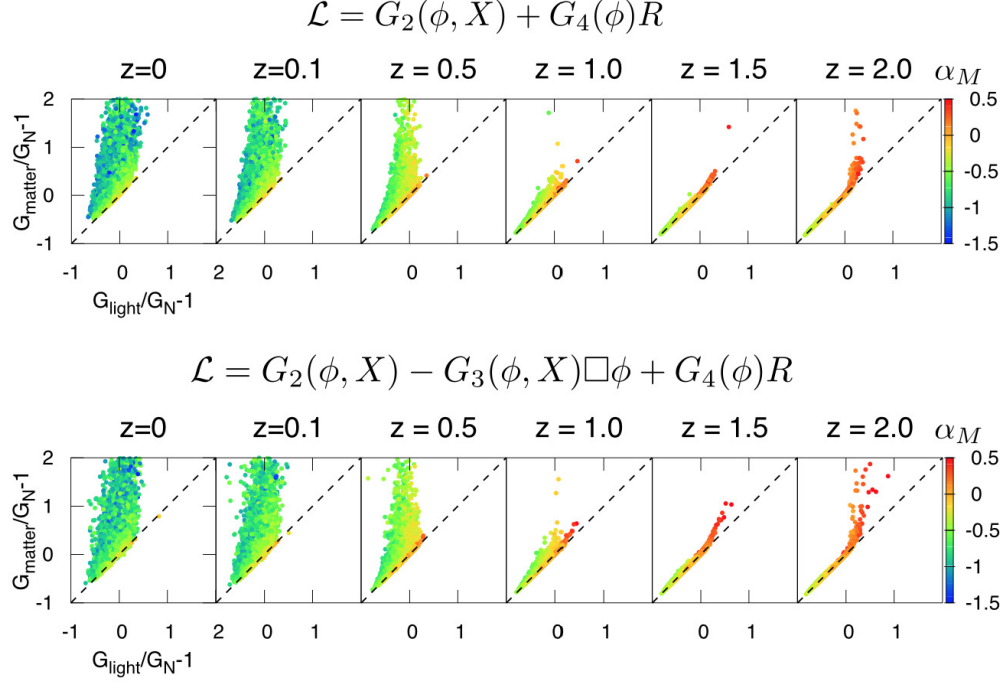 ℒ = G₂(ϕ, X) + G₄(ϕ)R
z=0 z=0.1 z = 0.5 z = 1.0 z = 1.5 z = 2.0 α_M
2 0.5
1 0
0 -0.5
-1
-1 -1.5
G_matter/G_N-1
-1 0 1 2 0 1 0 1 0 1 0 1 0 1
G_light/G_N-1
ℒ = G₂(ϕ, X) − G₃(ϕ, X)□ϕ + G₄(ϕ)R
z=0 z=0.1 z = 0.5 z = 1.0 z = 1.5 z = 2.0 α_M
2 0.5
1 0
0 -0.5
-1
-1 -1.5
G_matter/G_N-1
-1 0 1 2 0 1 0 1 0 1 0 1 0 1
G_light/G_N-1